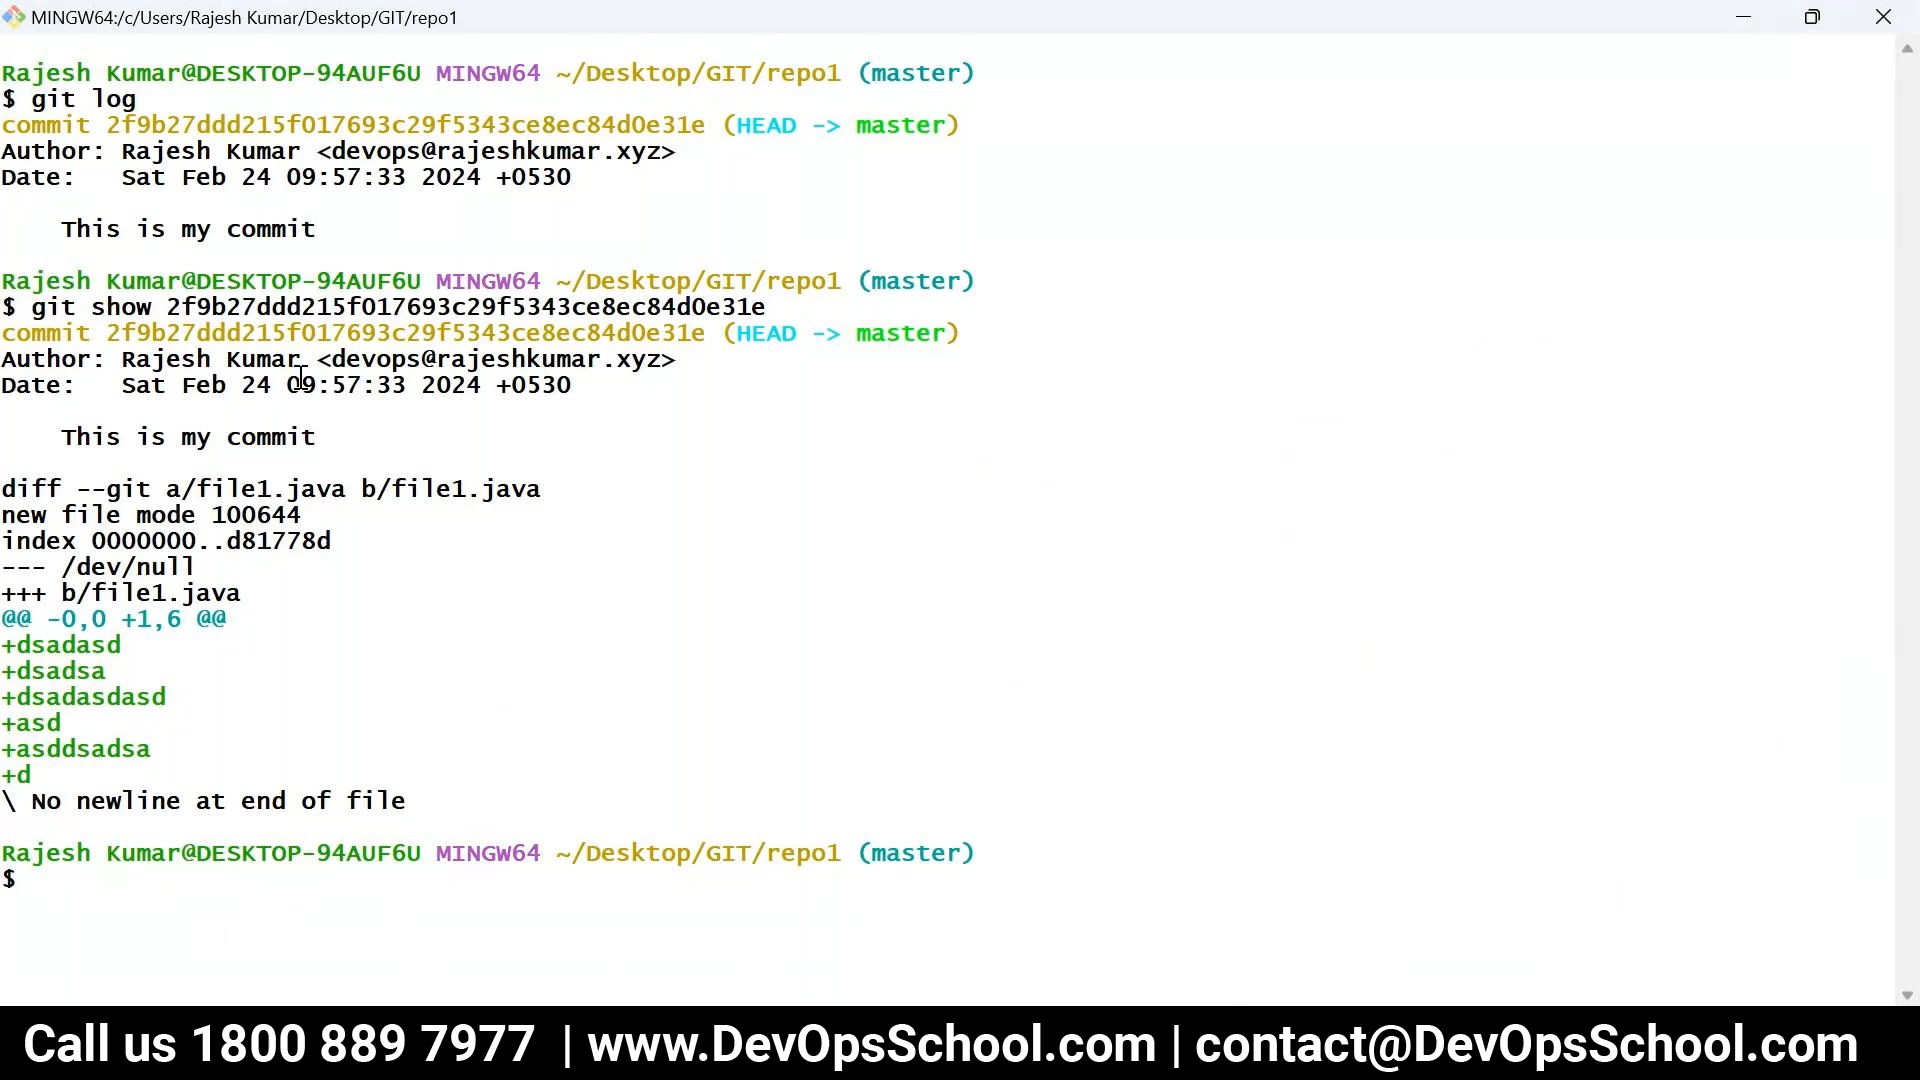 MINGW64:/c/Users/Rajesh Kumar/Desktop/GIT/repo1
Rajesh Kumar@DESKTOP-94AUF6U MINGW64 ~/Desktop/GIT/repo1 (master)
$ git log
commit 2f9b27ddd215f017693c29f5343ce8ec84d0e31e (HEAD -> master)
Author: Rajesh Kumar <devops@rajeshkumar.xyz>
Date:   Sat Feb 24 09:57:33 2024 +0530
    This is my commit
Rajesh Kumar@DESKTOP-94AUF6U MINGW64 ~/Desktop/GIT/repo1 (master)
$ git show 2f9b27ddd215f017693c29f5343ce8ec84d0e31e
commit 2f9b27ddd215f017693c29f5343ce8ec84d0e31e (HEAD -> master)
Author: Rajesh Kumar <devops@rajeshkumar.xyz>
Date:   Sat Feb 24 09:57:33 2024 +0530
    This is my commit
diff --git a/file1.java b/file1.java
new file mode 100644
index 0000000..d81778d
--- /dev/null
+++ b/file1.java
@@ -0,0 +1,6 @@
+dsadasd
+dsadsa
+dsadasdasd
+asd
+asddsadsa
+d
\ No newline at end of file
Rajesh Kumar@DESKTOP-94AUF6U MINGW64 ~/Desktop/GIT/repo1 (master)
$
Call us 1800 889 7977 | www.DevOpsSchool.com | contact@DevOpsSchool.com